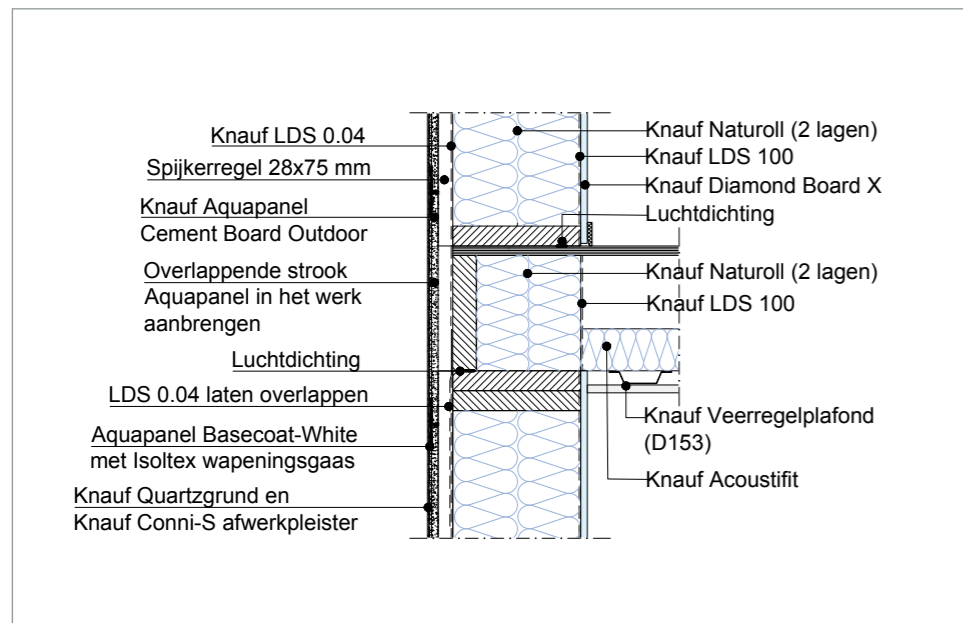 Knauf LDS 0.04
Spijkerregel 28x75 mm
Knauf Aquapanel
Cement Board Outdoor
Overlappende strook
Aquapanel in het werk
aanbrengen
Luchtdichting
LDS 0.04 laten overlappen
Aquapanel Basecoat-White
met Isoltex wapeningsgaas
Knauf Quartzgrund en
Knauf Conni-S afwerkpleister
Knauf Naturoll (2 lagen)
Knauf LDS 100
Knauf Diamond Board X
Luchtdichting
Knauf Naturoll (2 lagen)
Knauf LDS 100
Knauf Veerregelplafond
(D153)
Knauf Acoustifit